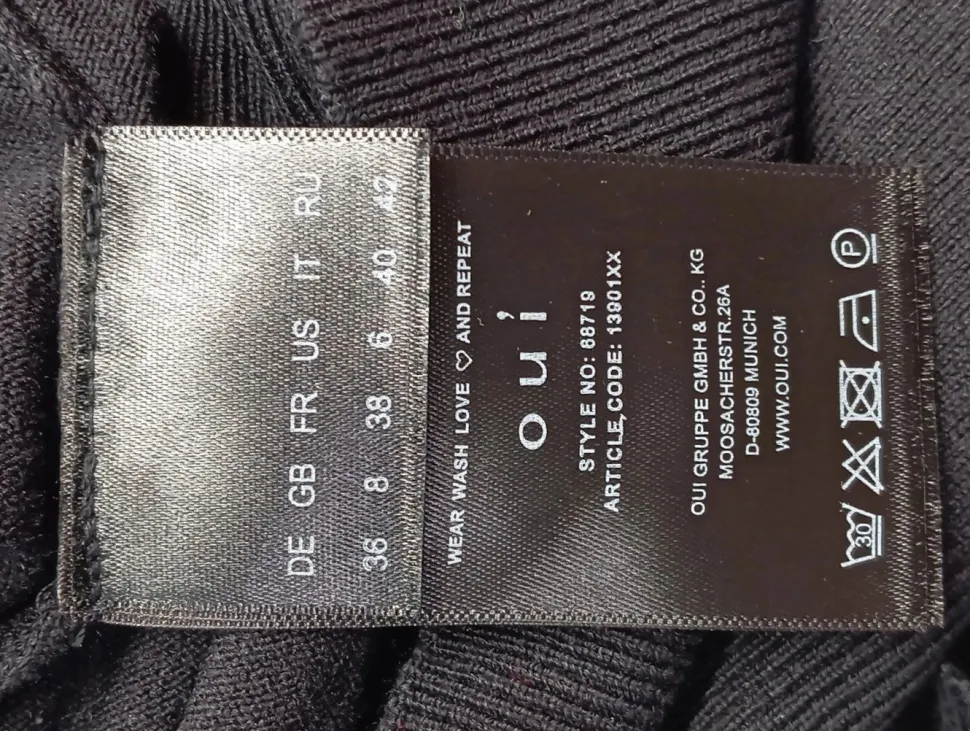 DE GB FR US IT RU
36 8 38 6 40 42
WEAR WASH LOVE ♡ AND REPEAT
ouí
STYLE NO: 68719
ARTICLE CODE: 13901XX
OUI GRUPPE GMBH & CO.. KG
MOOSACHERSTR.26A
D-80809 MUNICH
WWW.OUI.COM
30 P